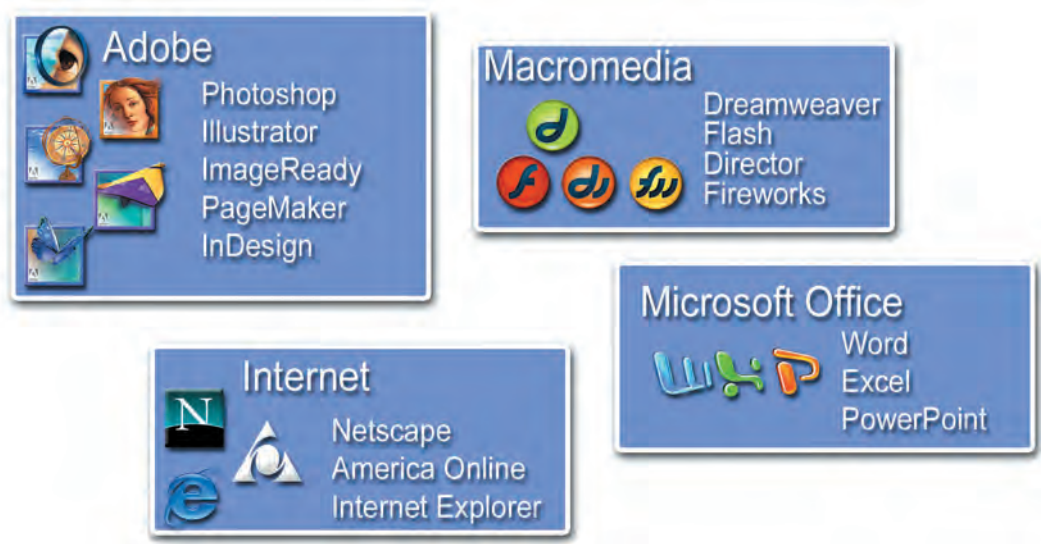 Adobe
Photoshop
Illustrator
ImageReady
PageMaker
InDesign
Macromedia
Dreamweaver
Flash
Director
Fireworks
Microsoft Office
Word
Excel
PowerPoint
Internet
N
Netscape
America Online
Internet Explorer